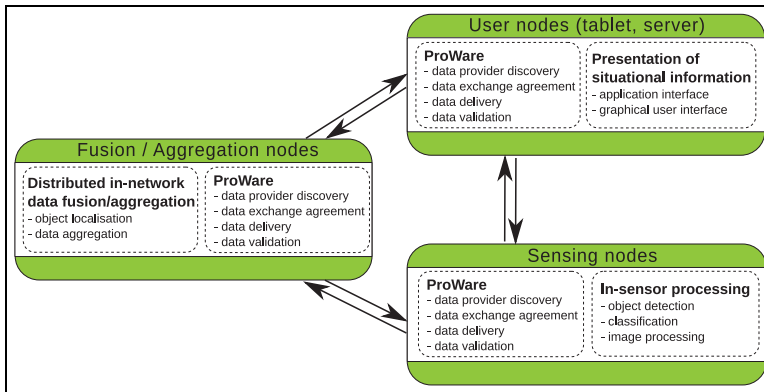 User nodes (tablet, server)
ProWare
- data provider discovery
- data exchange agreement
- data delivery
- data validation
Presentation of
situational information
- application interface
- graphical user interface
Fusion / Aggregation nodes
Distributed in-network
data fusion/aggregation
- object localisation
- data aggregation
ProWare
- data provider discovery
- data exchange agreement
- data delivery
- data validation
Sensing nodes
ProWare
- data provider discovery
- data exchange agreement
- data delivery
- data validation
In-sensor processing
- object detection
- classification
- image processing